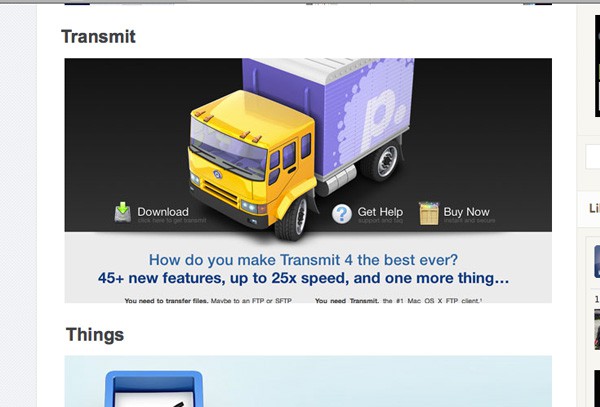 Transmit
p.
Download
click here to get transmit
Get Help
support and faq
Buy Now
instant and secure
How do you make Transmit 4 the best ever?
45+ new features, up to 25x speed, and one more thing...
You need to transfer files. Maybe to an FTP or SFTP
You need Transmit, the #1 Mac OS X FTP client.¹
Things
Li
1